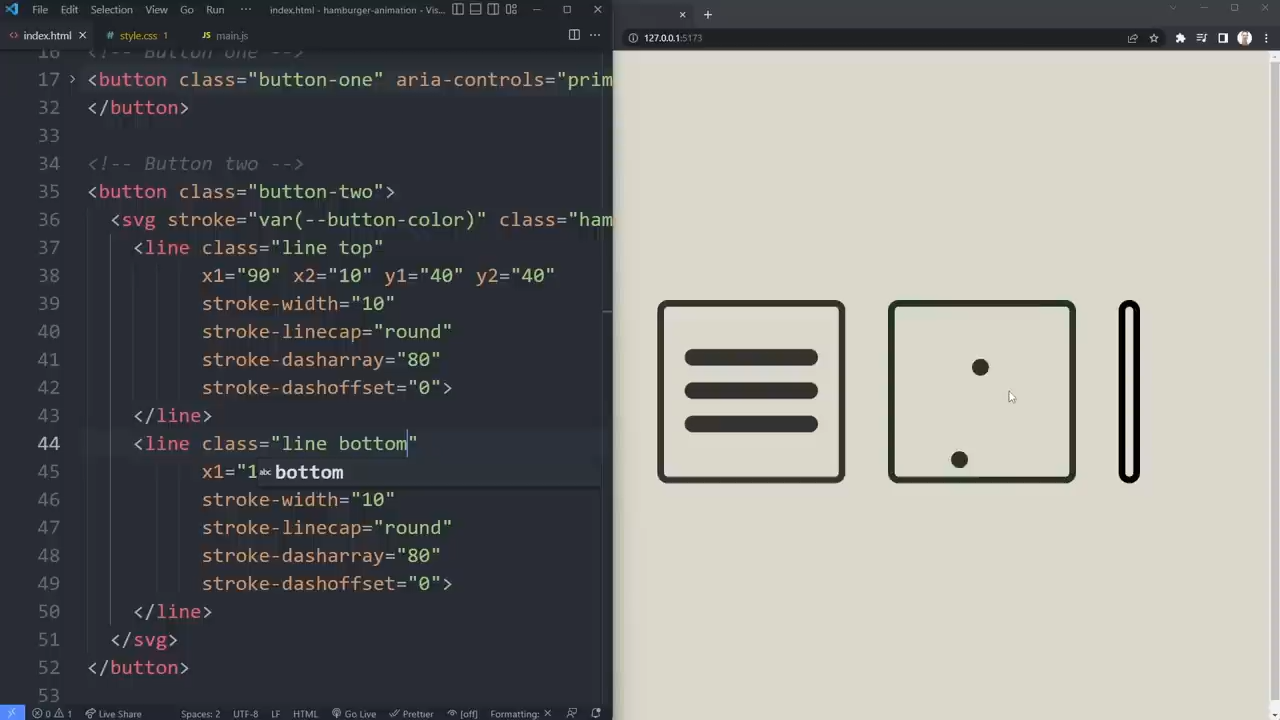 File Edit Selection View Go Run ··· index.html - hamburger-animation - Vis...
index.html style.css 1 main.js
127.0.0.1:5173
16 <!-- Button one -->
17 <button class="button-one" aria-controls="prim
32 </button>
33
34 <!-- Button two -->
35 <button class="button-two">
36 <svg stroke="var(--button-color)" class="ham
37 <line class="line top"
38 x1="90" x2="10" y1="40" y2="40"
39 stroke-width="10"
40 stroke-linecap="round"
41 stroke-dasharray="80"
42 stroke-dashoffset="0">
43 </line>
44 <line class="line bottom"
45 x1="1 abc bottom
46 stroke-width="10"
47 stroke-linecap="round"
48 stroke-dasharray="80"
49 stroke-dashoffset="0">
50 </line>
51 </svg>
52 </button>
53
0 1 Live Share Spaces: 2 UTF-8 LF HTML Go Live Prettier [off] Formatting: ×